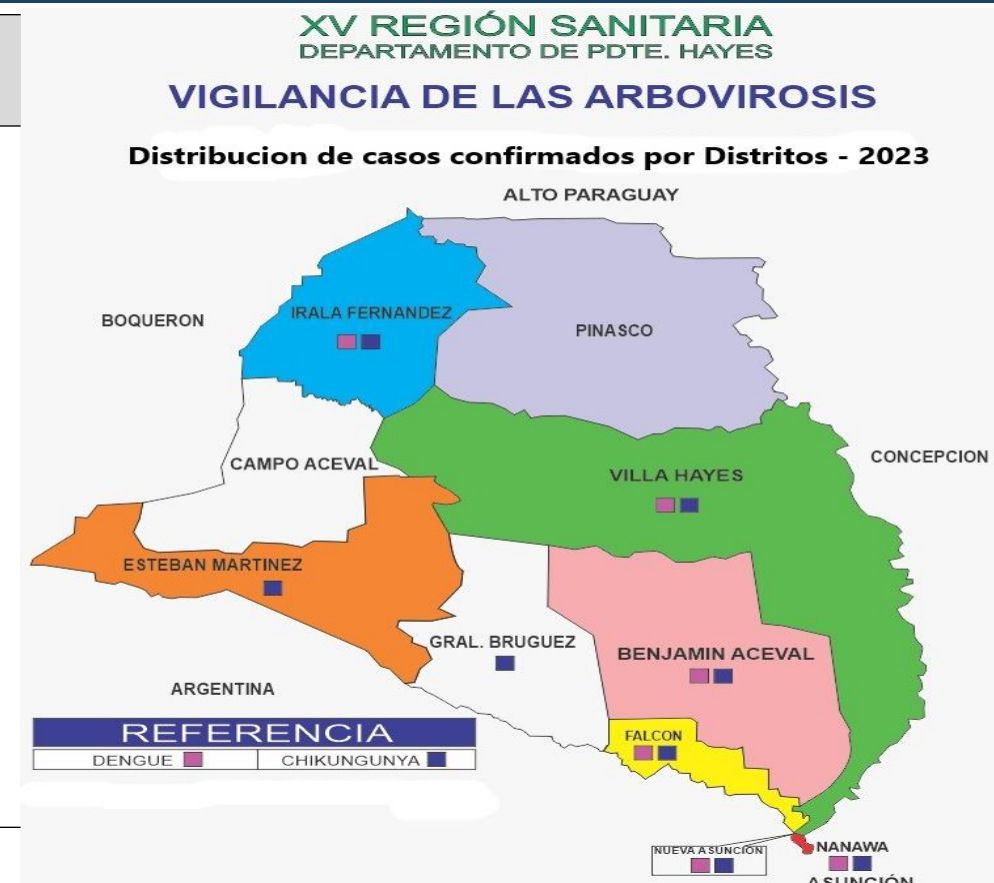 XV REGIÓN SANITARIA
DEPARTAMENTO DE PDTE. HAYES
VIGILANCIA DE LAS ARBOVIROSIS
Distribucion de casos confirmados por Distritos - 2023
ALTO PARAGUAY
BOQUERON
IRALA FERNANDEZ
PINASCO
CONCEPCION
CAMPO ACEVAL
VILLA HAYES
ESTEBAN MARTINEZ
GRAL. BRUGUEZ
BENJAMIN ACEVAL
ARGENTINA
REFERENCIA
DENGUE CHIKUNGUNYA
FALCON
NUEVA ASUNCIÓN
NANAWA
ASUNCIÓN